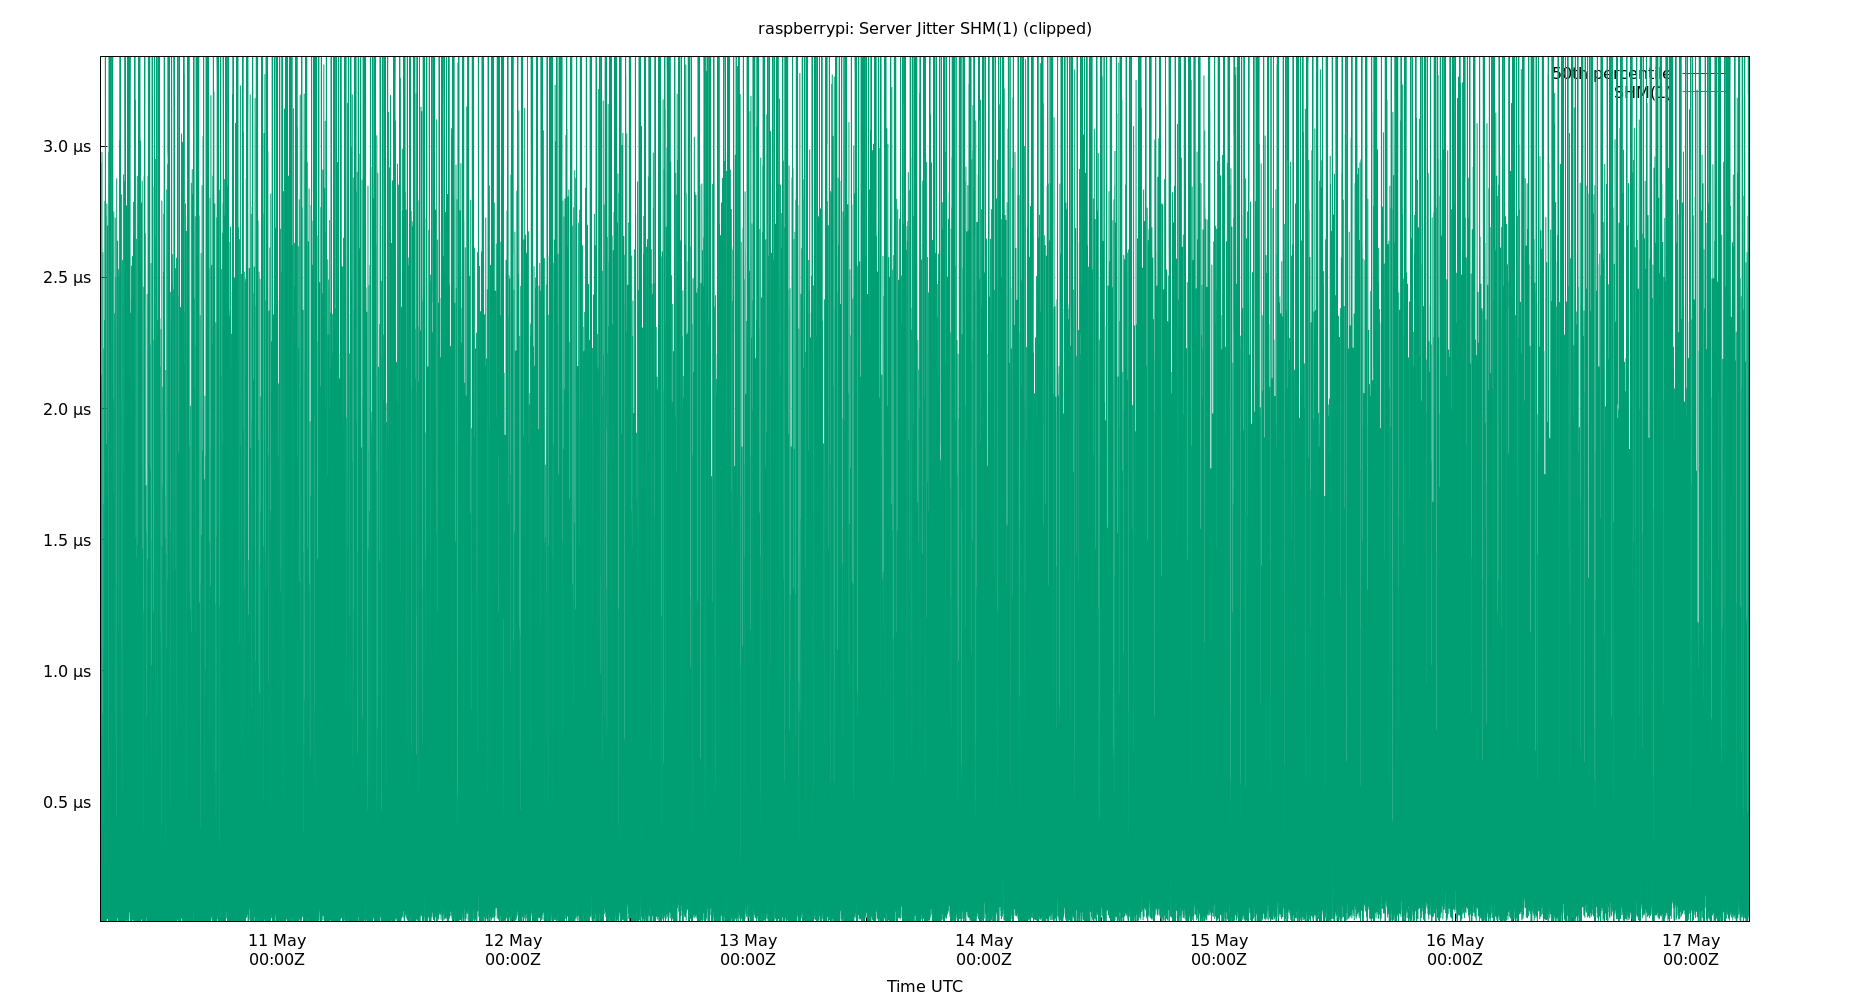 raspberrypi: Server Jitter SHM(1) (clipped)
50th percentile
SHM(1)
3.0 µs
2.5 µs
2.0 µs
1.5 µs
1.0 µs
0.5 µs
11 May 12 May 13 May 14 May 15 May 16 May 17 May
00:00Z 00:00Z 00:00Z 00:00Z 00:00Z 00:00Z 00:00Z
Time UTC